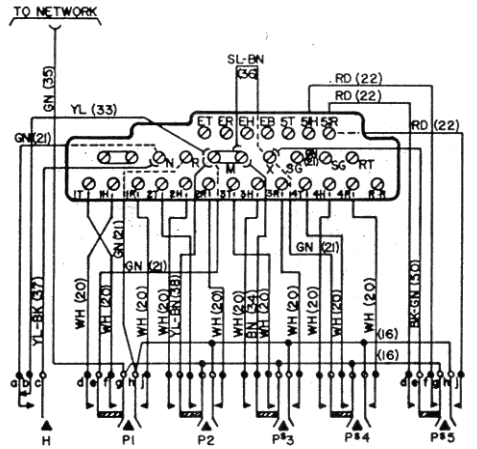 TO NETWORK
SL-BN
(36)
GN (35)
YL (33)
GN(21)
RD (22)
RD (22)
RD (22)
ET ER EH EB 5T 5H 5R
N R M X SG GN (21) SG RT
1T 1H 1R 2T 2H 2R 3T 3H 3R 4T 4H 4R R R
GN (21)
GN (21)
GN (21)
YL-BK (37)
WH (20)
WH (20)
WH (20)
YL-BN (38)
WH (20)
WH (20)
BN (34)
WH (20)
WH (20)
WH (20)
WH (20)
BK-GN (50)
(16)
(16)
a b c d e f g h j d e f g h j
H P1 P2 P$3 P$4 P$5